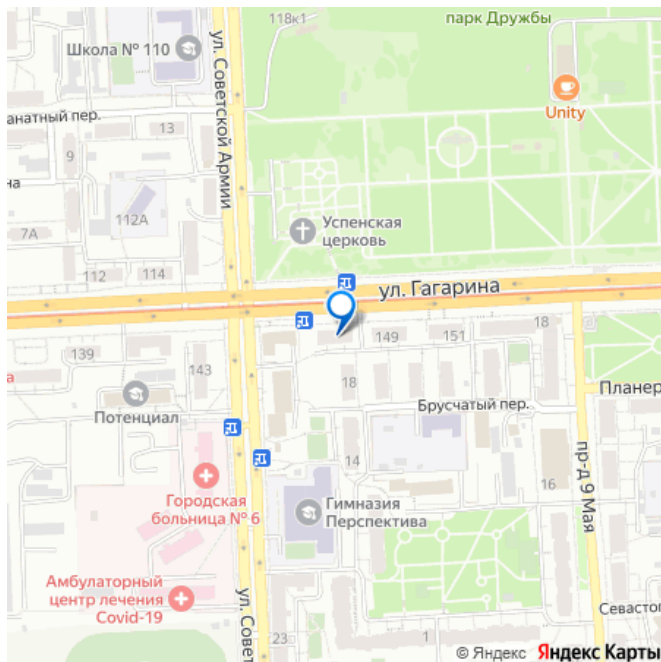 118к1
парк Дружбы
Школа № 110
ул. Советской Армии
Unity
анатный пер.
13
9
на
112А
7А
Успенская
церковь
112
114
ул. Гагарина
139
143
149
151
18
18
Планер
Потенциал
Брусчатый пер.
пр-д 9 Мая
14
16
Городская
больница № 6
Гимназия
Перспектива
Амбулаторный
центр лечения
Covid-19
ул. Совет
23
1
Севастоп
© Яндекс Яндекс Карты